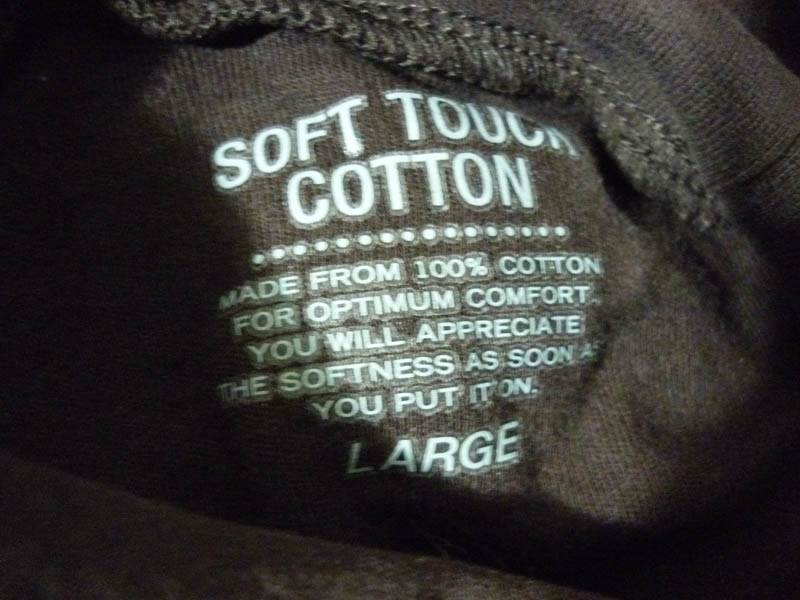 SOFT TOUCH
COTTON
MADE FROM 100% COTTON
FOR OPTIMUM COMFORT.
YOU WILL APPRECIATE
THE SOFTNESS AS SOON AS
YOU PUT IT ON.
LARGE